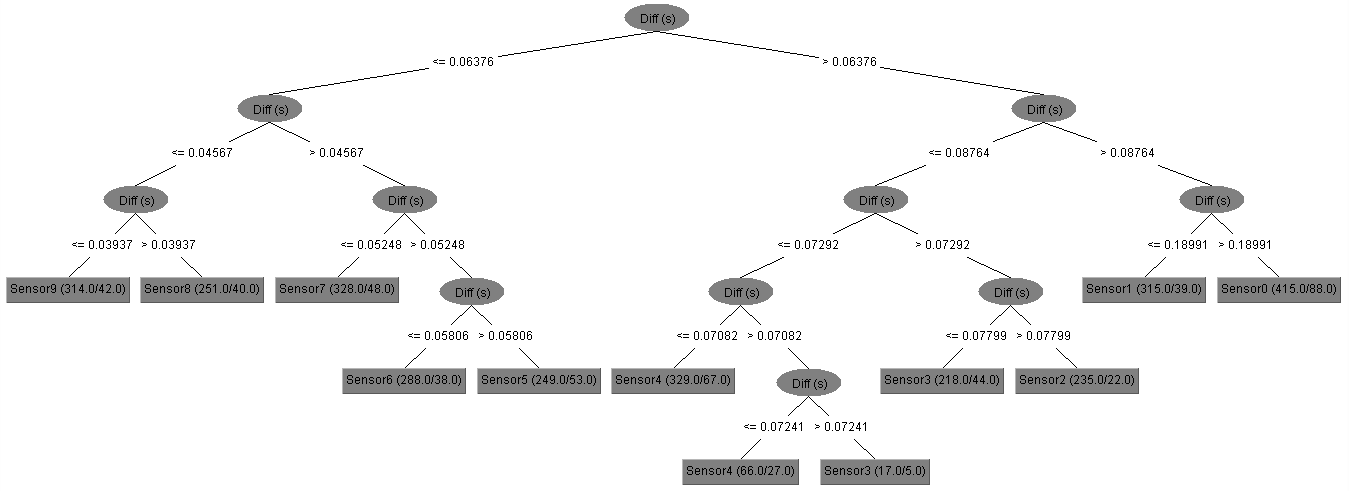 Diff (s)
<= 0.06376
> 0.06376
Diff (s)
Diff (s)
<= 0.04567
> 0.04567
<= 0.08764
> 0.08764
Diff (s)
Diff (s)
Diff (s)
Diff (s)
<= 0.03937
> 0.03937
<= 0.05248
> 0.05248
<= 0.07292
> 0.07292
<= 0.18991
> 0.18991
Sensor9 (314.0/42.0)
Sensor8 (251.0/40.0)
Sensor7 (328.0/48.0)
Diff (s)
Diff (s)
Diff (s)
Sensor1 (315.0/39.0)
Sensor0 (415.0/88.0)
<= 0.05806
> 0.05806
<= 0.07082
> 0.07082
<= 0.07799
> 0.07799
Sensor6 (288.0/38.0)
Sensor5 (249.0/53.0)
Sensor4 (329.0/67.0)
Diff (s)
Sensor3 (218.0/44.0)
Sensor2 (235.0/22.0)
<= 0.07241
> 0.07241
Sensor4 (66.0/27.0)
Sensor3 (17.0/5.0)